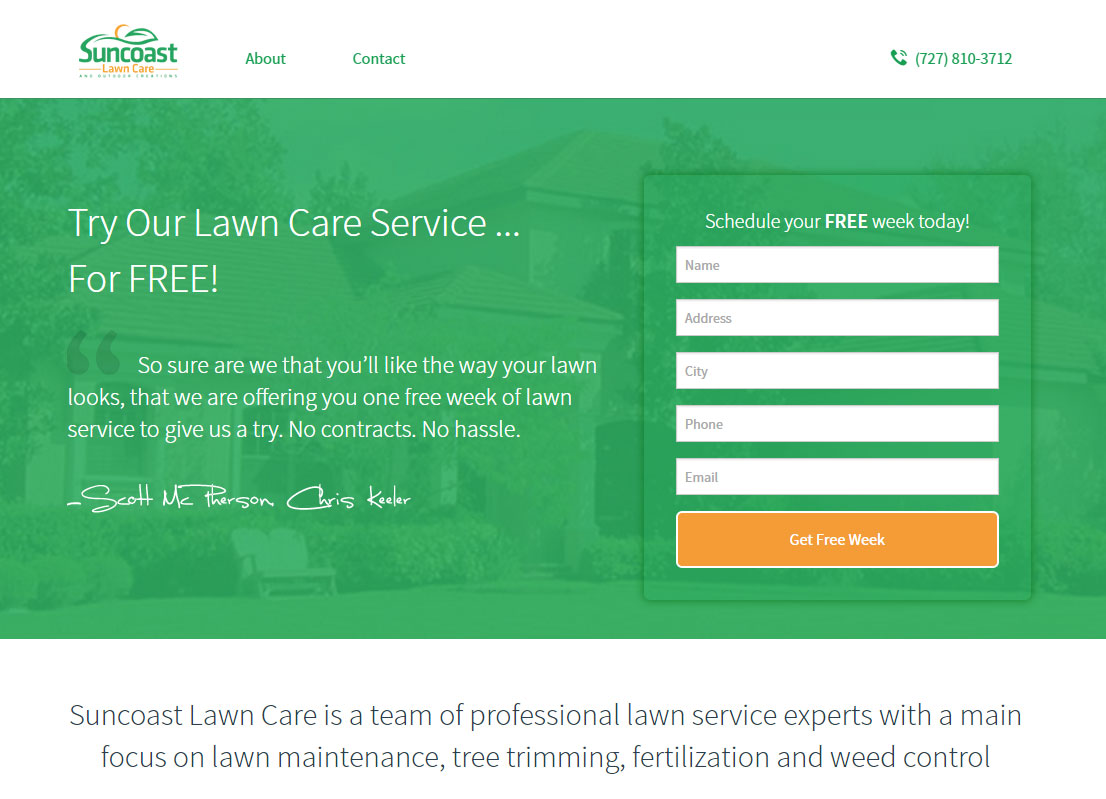 Suncoast
Lawn Care
AND OUTDOOR CREATIONS
About
Contact
(727) 810-3712
Try Our Lawn Care Service ...
For FREE!
“ So sure are we that you’ll like the way your lawn
looks, that we are offering you one free week of lawn
service to give us a try. No contracts. No hassle.
–Scott Mc Pherson, Chris Keeler
Schedule your FREE week today!
Name
Address
City
Phone
Email
Get Free Week
Suncoast Lawn Care is a team of professional lawn service experts with a main
focus on lawn maintenance, tree trimming, fertilization and weed control